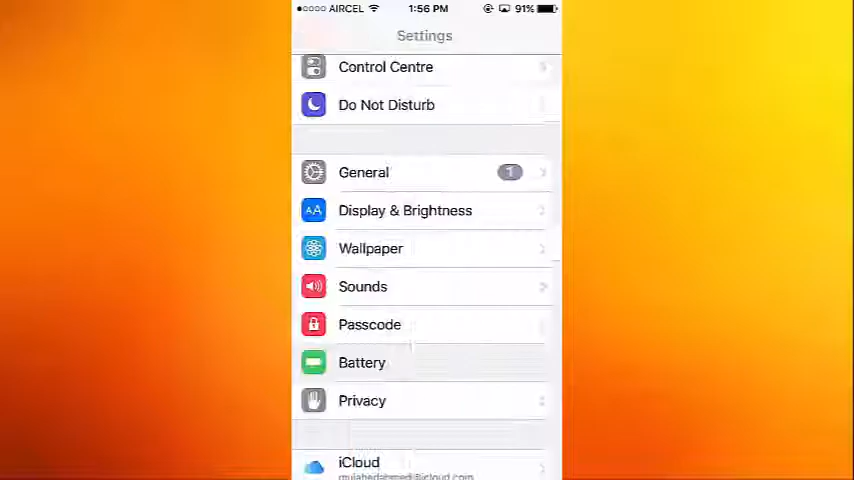 AIRCEL 1:56 PM 91%
Settings
Control Centre
Do Not Disturb
General 1
Display & Brightness
AA
Wallpaper
Sounds
Passcode
Battery
Privacy
iCloud